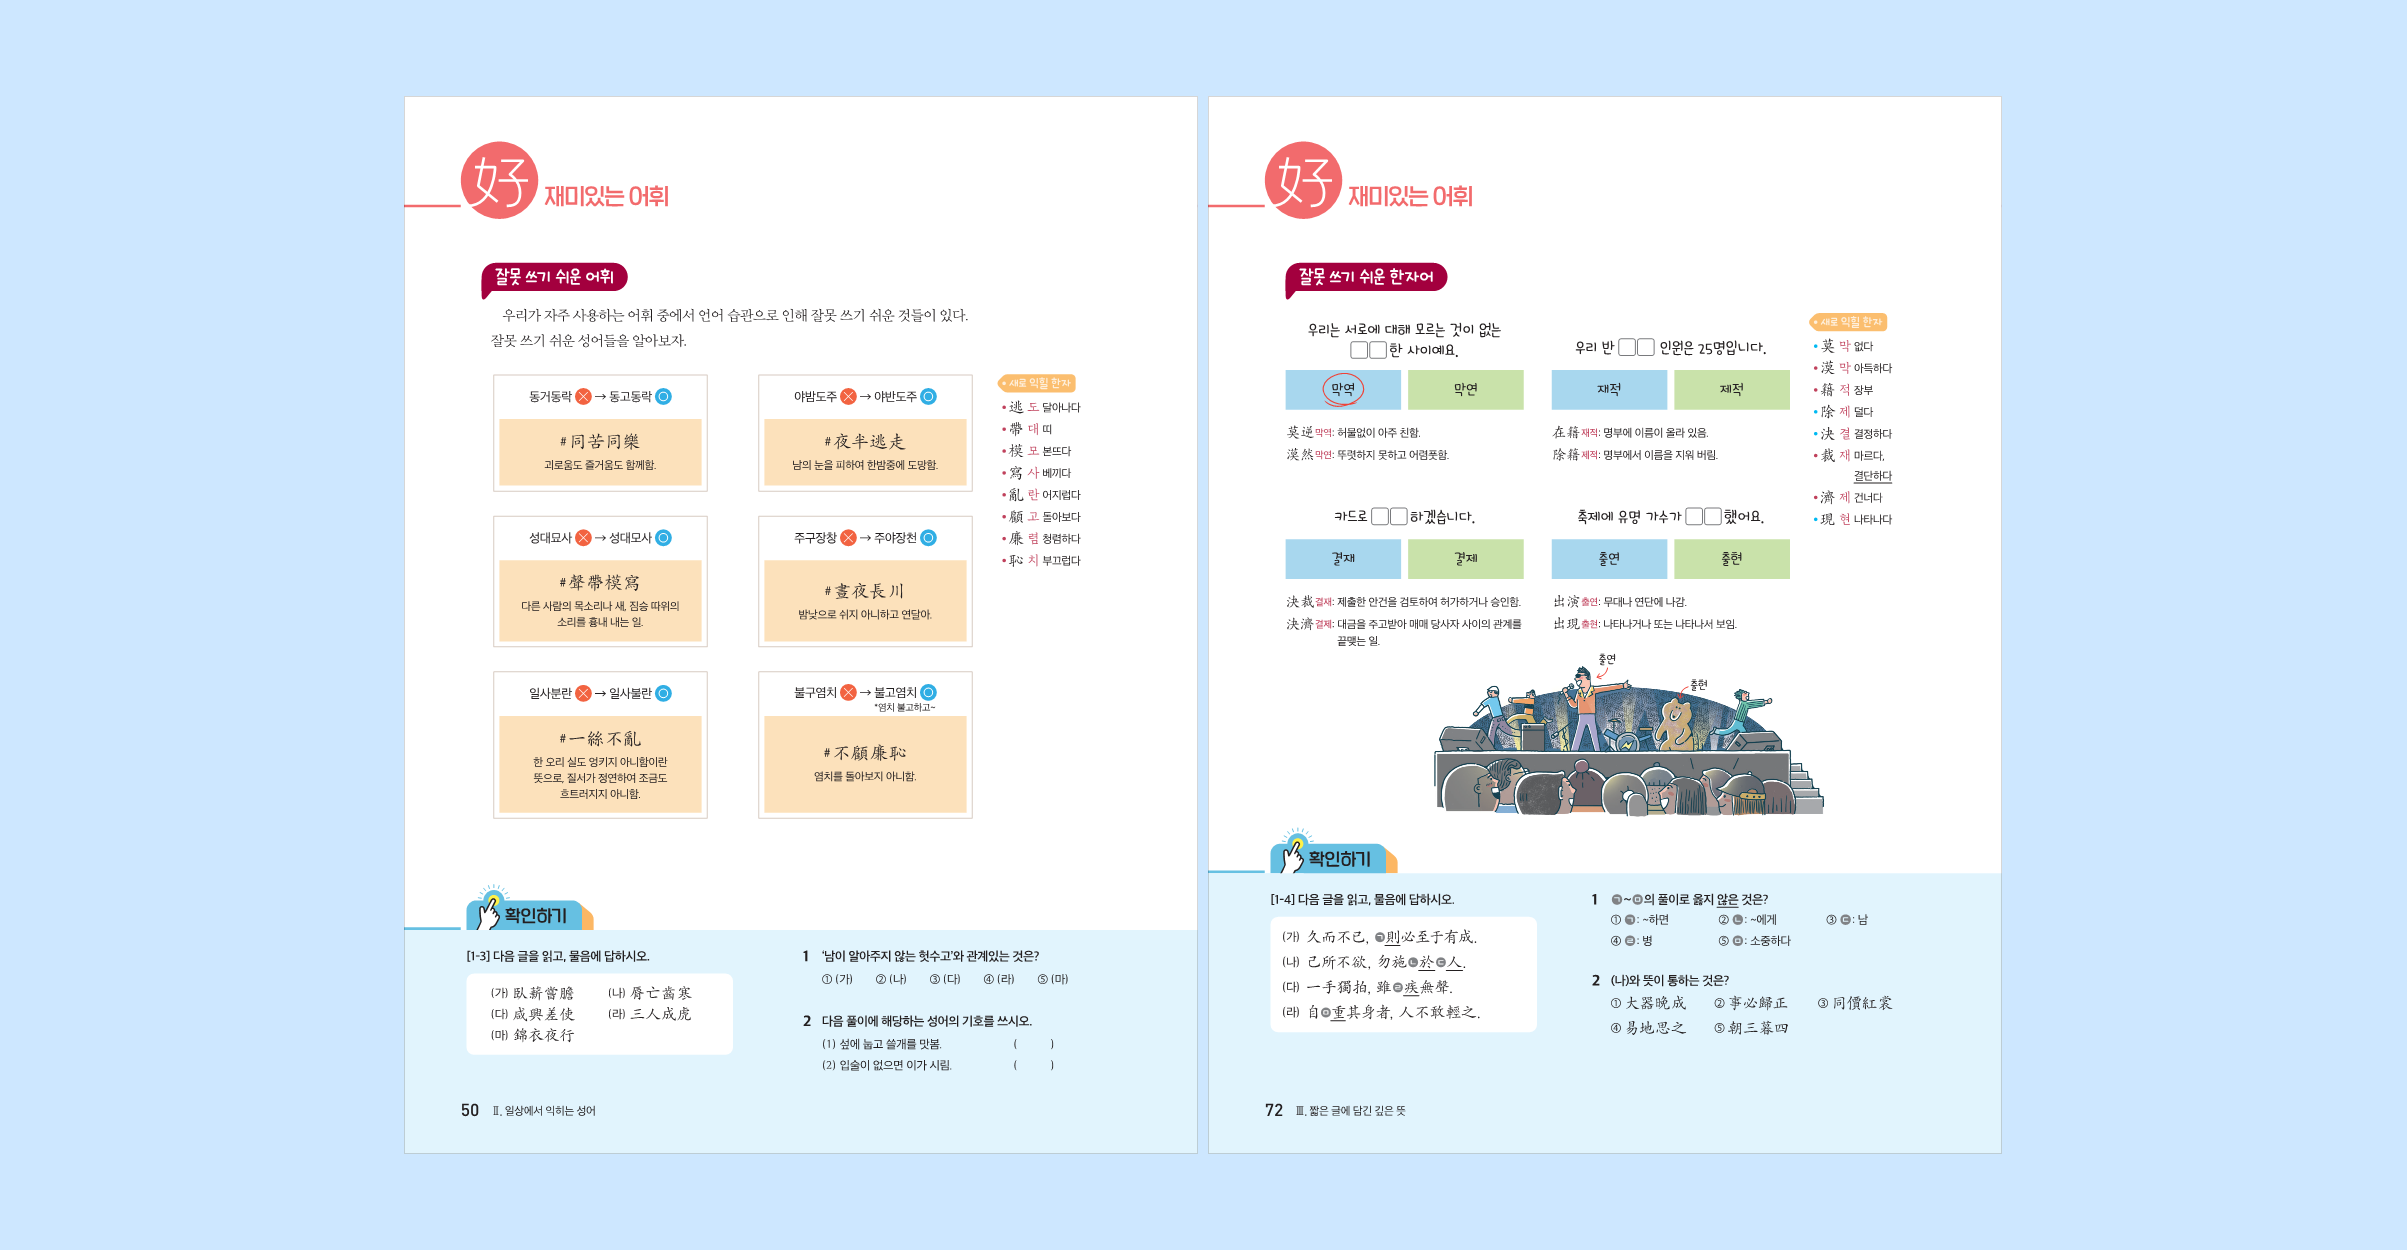 好 재미있는 어휘
잘못 쓰기 쉬운 어휘
우리가 자주 사용하는 어휘 중에서 언어 습관으로 인해 잘못 쓰기 쉬운 것들이 있다.
잘못 쓰기 쉬운 성어들을 알아보자.
동거동락 × → 동고동락 ○
#同苦同樂
괴로움도 즐거움도 함께함.
야밤도주 × → 야반도주 ○
#夜半逃走
남의 눈을 피하여 한밤중에 도망함.
성대묘사 × → 성대모사 ○
#聲帶模寫
다른 사람의 목소리나 새, 짐승 따위의
소리를 흉내 내는 일.
주구장창 × → 주야장천 ○
#晝夜長川
밤낮으로 쉬지 아니하고 연달아.
일사분란 × → 일사불란 ○
#一絲不亂
한 오리 실도 엉키지 아니함이란
뜻으로, 질서가 정연하여 조금도
흐트러지지 아니함.
불구염치 × → 불고염치 ○
*염치 불고하고~
#不顧廉恥
염치를 돌아보지 아니함.
• 새로 익힐 한자
• 逃 도 달아나다
• 帶 대 띠
• 模 모 본뜨다
• 寫 사 베끼다
• 亂 란 어지럽다
• 顧 고 돌아보다
• 廉 렴 청렴하다
• 恥 치 부끄럽다
확인하기
[1-3] 다음 글을 읽고, 물음에 답하시오.
(가) 臥薪嘗膽 (나) 脣亡齒寒
(다) 咸興差使 (라) 三人成虎
(마) 錦衣夜行
1 '남이 알아주지 않는 헛수고'와 관계있는 것은?
① (가) ② (나) ③ (다) ④ (라) ⑤ (마)
2 다음 풀이에 해당하는 성어의 기호를 쓰시오.
(1) 섶에 눕고 쓸개를 맛봄. ( )
(2) 입술이 없으면 이가 시림. ( )
50 Ⅱ. 일상에서 익히는 성어
好 재미있는 어휘
잘못 쓰기 쉬운 한자어
우리는 서로에 대해 모르는 것이 없는
□□한 사이예요.
막역 막연
莫逆막역: 허물없이 아주 친함.
漠然막연: 뚜렷하지 못하고 어렴풋함.
우리 반 □□ 인원은 25명입니다.
재적 제적
在籍재적: 명부에 이름이 올라 있음.
除籍제적: 명부에서 이름을 지워 버림.
카드로 □□하겠습니다.
결재 결제
決裁결재: 제출한 안건을 검토하여 허가하거나 승인함.
決濟결제: 대금을 주고받아 매매 당사자 사이의 관계를
끝맺는 일.
축제에 유명 가수가 □□했어요.
출연 출현
出演출연: 무대나 연단에 나감.
出現출현: 나타나거나 또는 나타나서 보임.
• 새로 익힐 한자
• 莫 막 없다
• 漠 막 아득하다
• 籍 적 장부
• 除 제 덜다
• 決 결 결정하다
• 裁 재 마르다,
결단하다
• 濟 제 건너다
• 現 현 나타나다
출연
출현
확인하기
[1-4] 다음 글을 읽고, 물음에 답하시오.
(가) 久而不已, ㉠則必至于有成.
(나) 己所不欲, 勿施㉡於㉢人.
(다) 一手獨拍, 雖㉣疾無聲.
(라) 自㉤重其身者, 人不敢輕之.
1 ㉠~㉤의 풀이로 옳지 않은 것은?
① ㉠: ~하면 ② ㉡: ~에게 ③ ㉢: 남
④ ㉣: 병 ⑤ ㉤: 소중하다
2 (나)와 뜻이 통하는 것은?
① 大器晩成 ② 事必歸正 ③ 同價紅裳
④ 易地思之 ⑤ 朝三暮四
72 Ⅲ. 짧은 글에 담긴 깊은 뜻